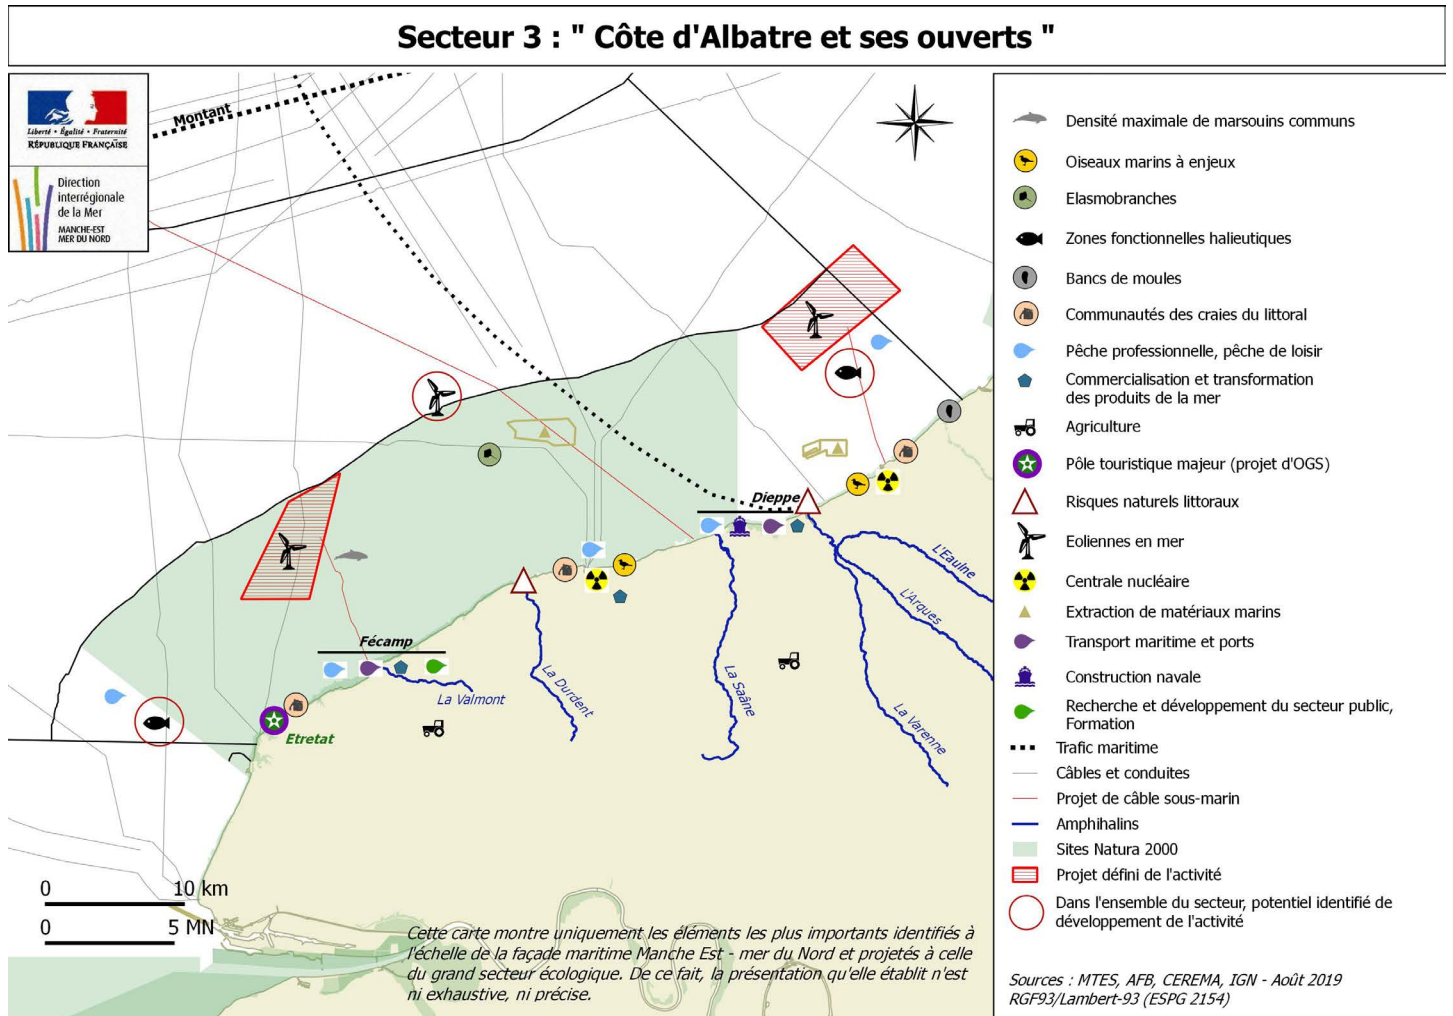 Secteur 3 : " Côte d'Albatre et ses ouverts "
Liberté • Égalité • Fraternité
RÉPUBLIQUE FRANÇAISE
Direction
interrégionale
de la Mer
MANCHE-EST
MER DU NORD
Montant
Dieppe
Fécamp
Etretat
La Valmont
La Durdent
La Saâne
La Varenne
L'Arques
L'Eaulne
0 10 km
0 5 MN
Cette carte montre uniquement les éléments les plus importants identifiés à
l'échelle de la façade maritime Manche Est - mer du Nord et projetés à celle
du grand secteur écologique. De ce fait, la présentation qu'elle établit n'est
ni exhaustive, ni précise.
Densité maximale de marsouins communs
Oiseaux marins à enjeux
Elasmobranches
Zones fonctionnelles halieutiques
Bancs de moules
Communautés des craies du littoral
Pêche professionnelle, pêche de loisir
Commercialisation et transformation
des produits de la mer
Agriculture
Pôle touristique majeur (projet d'OGS)
Risques naturels littoraux
Eoliennes en mer
Centrale nucléaire
Extraction de matériaux marins
Transport maritime et ports
Construction navale
Recherche et développement du secteur public,
Formation
Trafic maritime
Câbles et conduites
Projet de câble sous-marin
Amphihalins
Sites Natura 2000
Projet défini de l'activité
Dans l'ensemble du secteur, potentiel identifié de
développement de l'activité
Sources : MTES, AFB, CEREMA, IGN - Août 2019
RGF93/Lambert-93 (ESPG 2154)